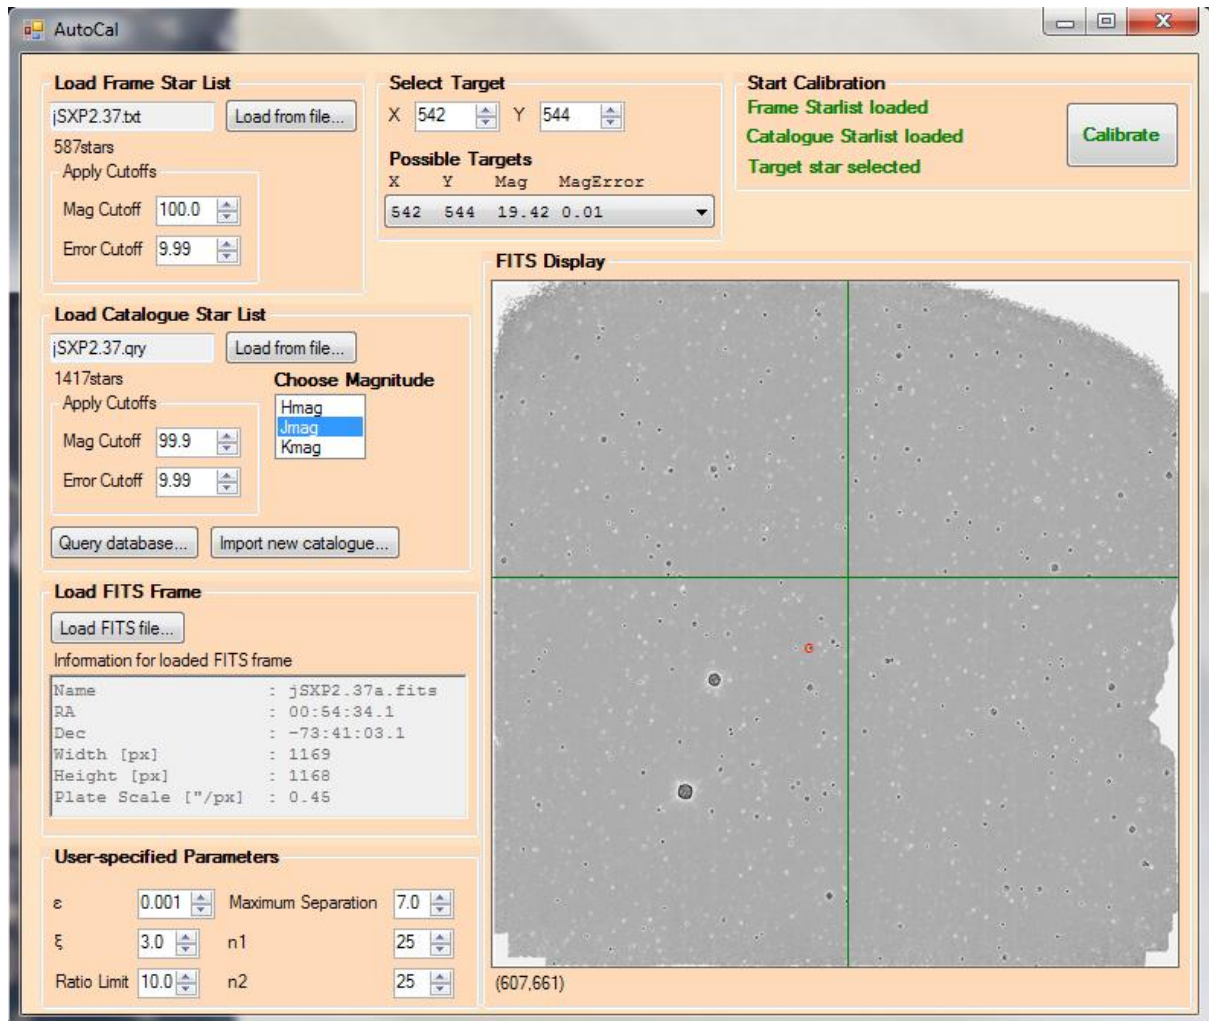 AutoCal
Load Frame Star List
jSXP2.37.txt Load from file...
587stars
Apply Cutoffs
Mag Cutoff 100.0
Error Cutoff 9.99
Select Target
X 542 Y 544
Possible Targets
X Y Mag MagError
542 544 19.42 0.01
Start Calibration
Frame Starlist loaded
Catalogue Starlist loaded
Target star selected
Calibrate
Load Catalogue Star List
jSXP2.37.qry Load from file...
1417stars
Apply Cutoffs
Mag Cutoff 99.9
Error Cutoff 9.99
Choose Magnitude
Hmag
Jmag
Kmag
Query database... Import new catalogue...
Load FITS Frame
Load FITS file...
Information for loaded FITS frame
Name : jSXP2.37a.fits
RA : 00:54:34.1
Dec : -73:41:03.1
Width [px] : 1169
Height [px] : 1168
Plate Scale ["/px] : 0.45
User-specified Parameters
ε 0.001 Maximum Separation 7.0
ξ 3.0 n1 25
Ratio Limit 10.0 n2 25
FITS Display
(607,661)